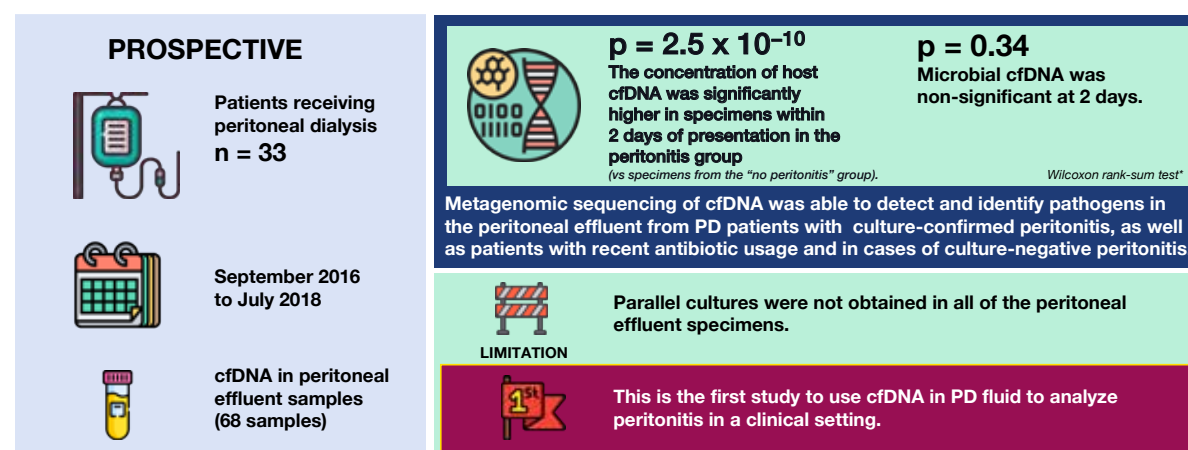 PROSPECTIVE
Patients receiving
peritoneal dialysis
n = 33
September 2016
to July 2018
cfDNA in peritoneal
effluent samples
(68 samples)
0100
11110
p = 2.5 x 10⁻¹⁰
The concentration of host
cfDNA was significantly
higher in specimens within
2 days of presentation in the
peritonitis group
(vs specimens from the “no peritonitis” group).
p = 0.34
Microbial cfDNA was
non-significant at 2 days.
Wilcoxon rank-sum test*
Metagenomic sequencing of cfDNA was able to detect and identify pathogens in
the peritoneal effluent from PD patients with culture-confirmed peritonitis, as well
as patients with recent antibiotic usage and in cases of culture-negative peritonitis
LIMITATION
Parallel cultures were not obtained in all of the peritoneal
effluent specimens.
1st
This is the first study to use cfDNA in PD fluid to analyze
peritonitis in a clinical setting.